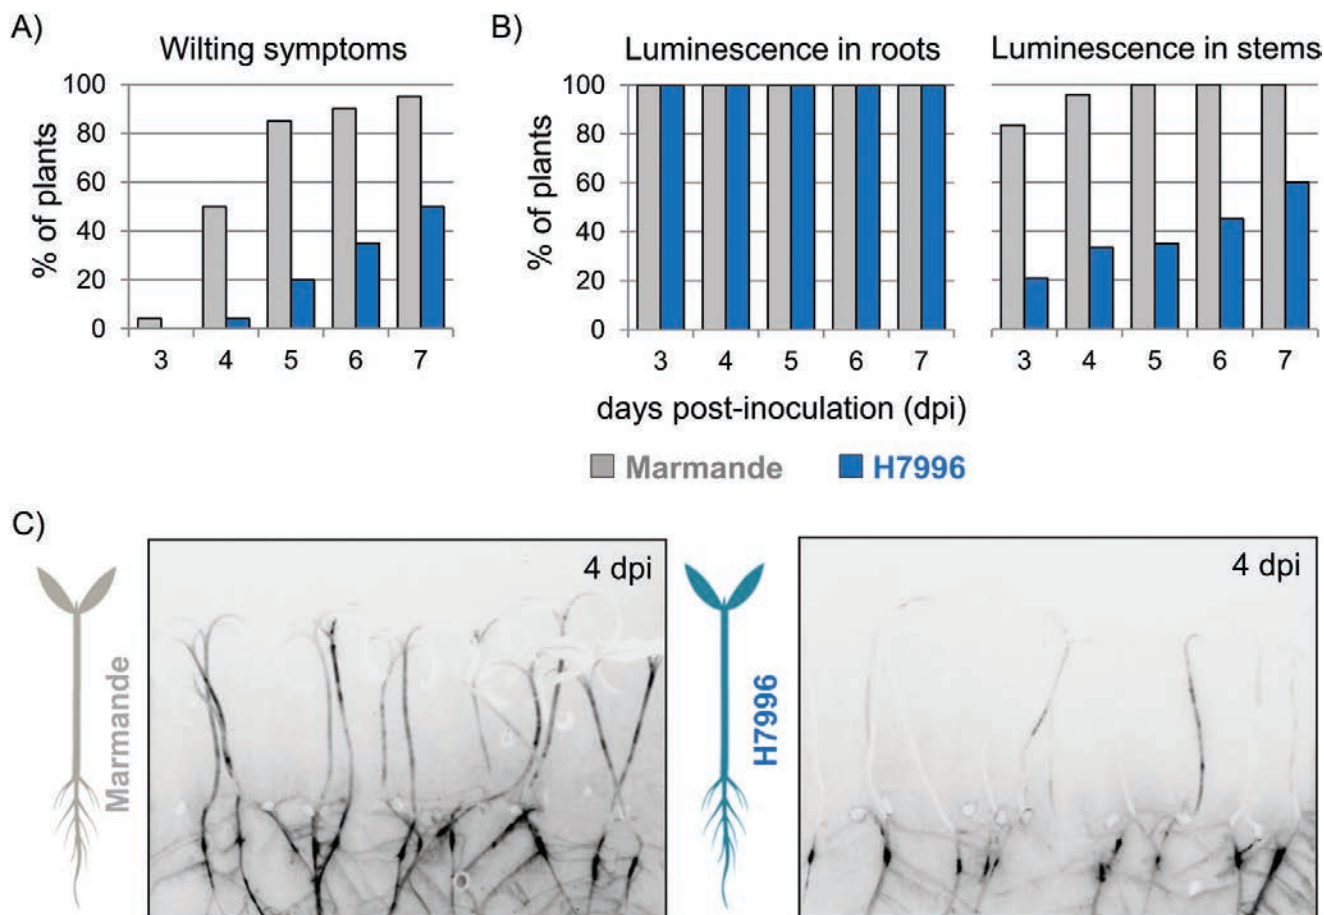 A)
Wilting symptoms
% of plants
100
80
60
40
20
0
3 4 5 6 7
B)
Luminescence in roots
% of plants
100
80
60
40
20
0
3 4 5 6 7
Luminescence in stems
3 4 5 6 7
days post-inoculation (dpi)
Marmande H7996
C)
Marmande
4 dpi
H7996
4 dpi